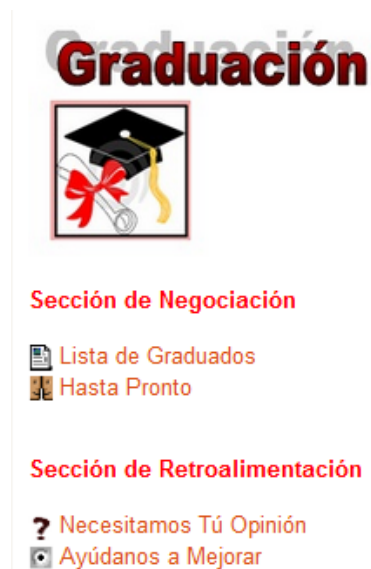 Graduación
Sección de Negociación
Lista de Graduados
Hasta Pronto
Sección de Retroalimentación
Necesitamos Tú Opinión
Ayúdanos a Mejorar